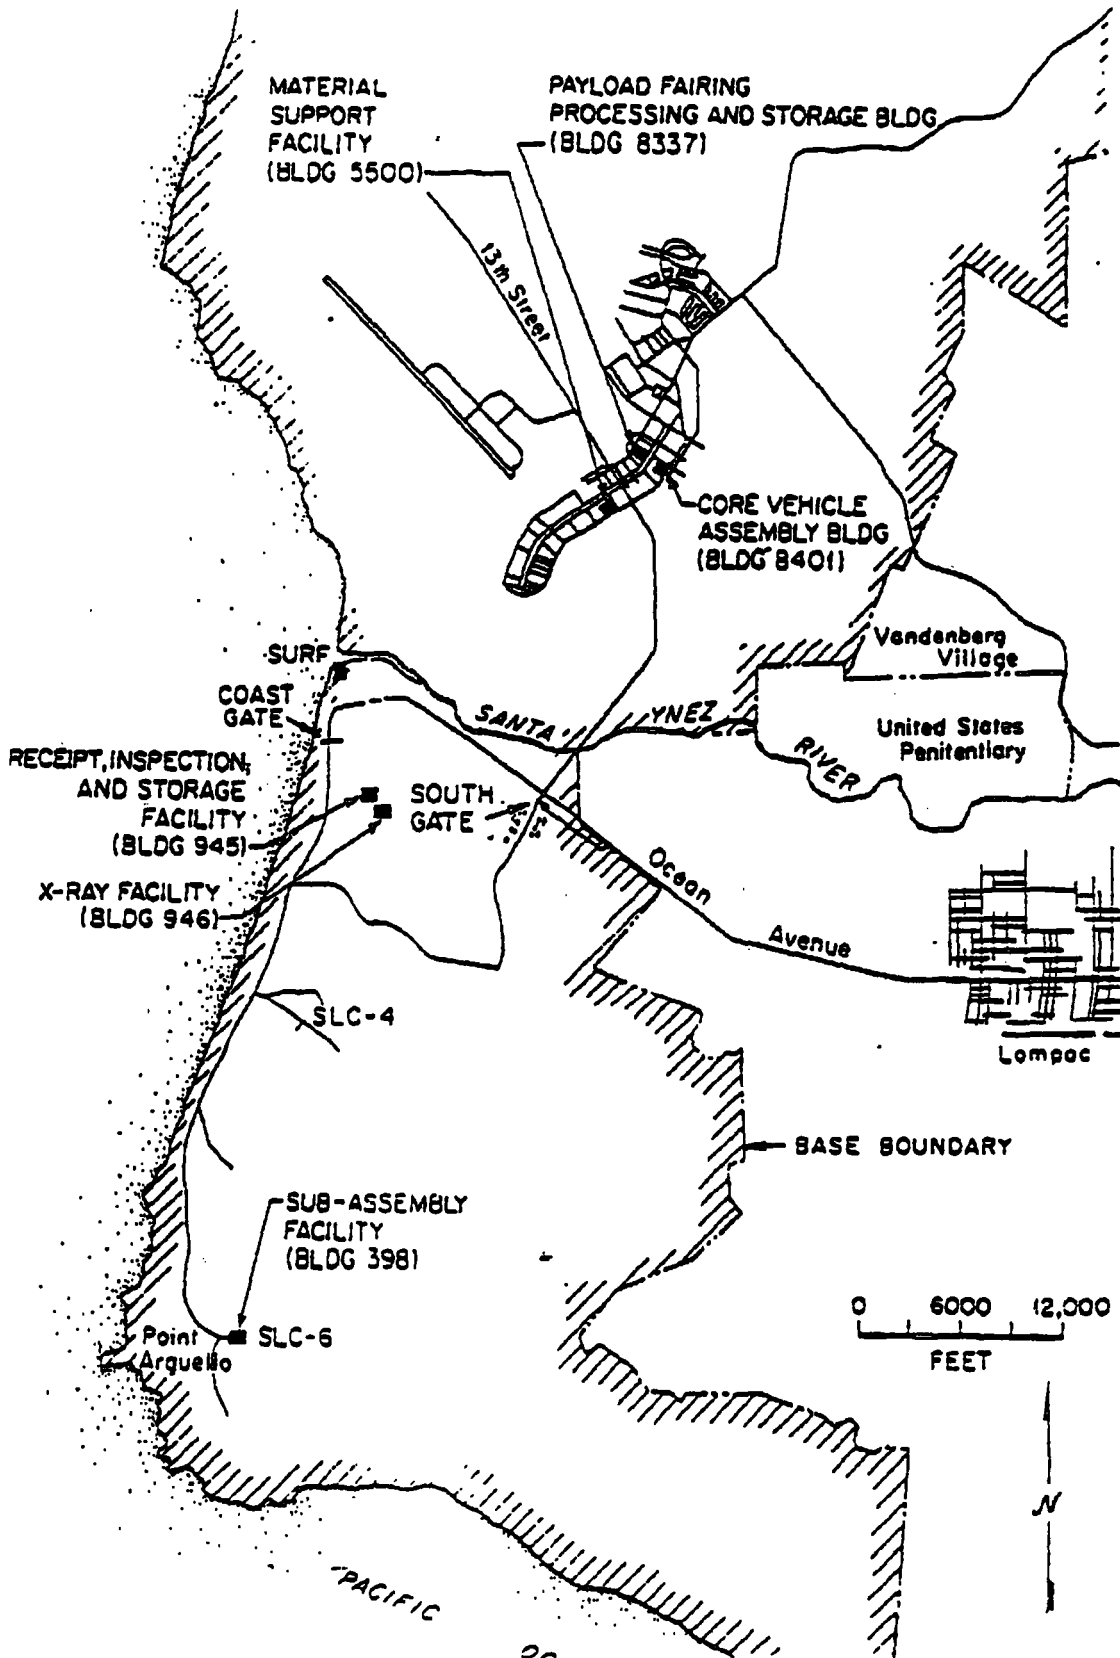 MATERIAL
SUPPORT
FACILITY
(BLDG 5500)
PAYLOAD FAIRING
PROCESSING AND STORAGE BLDG
(BLDG 8337)
13th Street
CORE VEHICLE
ASSEMBLY BLDG
(BLDG 8401)
Vandenberg
Village
SURF
COAST
GATE
SANTA YNEZ
RIVER
United States
Penitentiary
RECEIPT, INSPECTION,
AND STORAGE
FACILITY
(BLDG 945)
SOUTH
GATE
X-RAY FACILITY
(BLDG 946)
Ocean
Avenue
SLC-4
Lompoc
BASE BOUNDARY
SUB-ASSEMBLY
FACILITY
(BLDG 398)
0 6000 12,000
FEET
Point
Arguello
SLC-6
N
PACIFIC